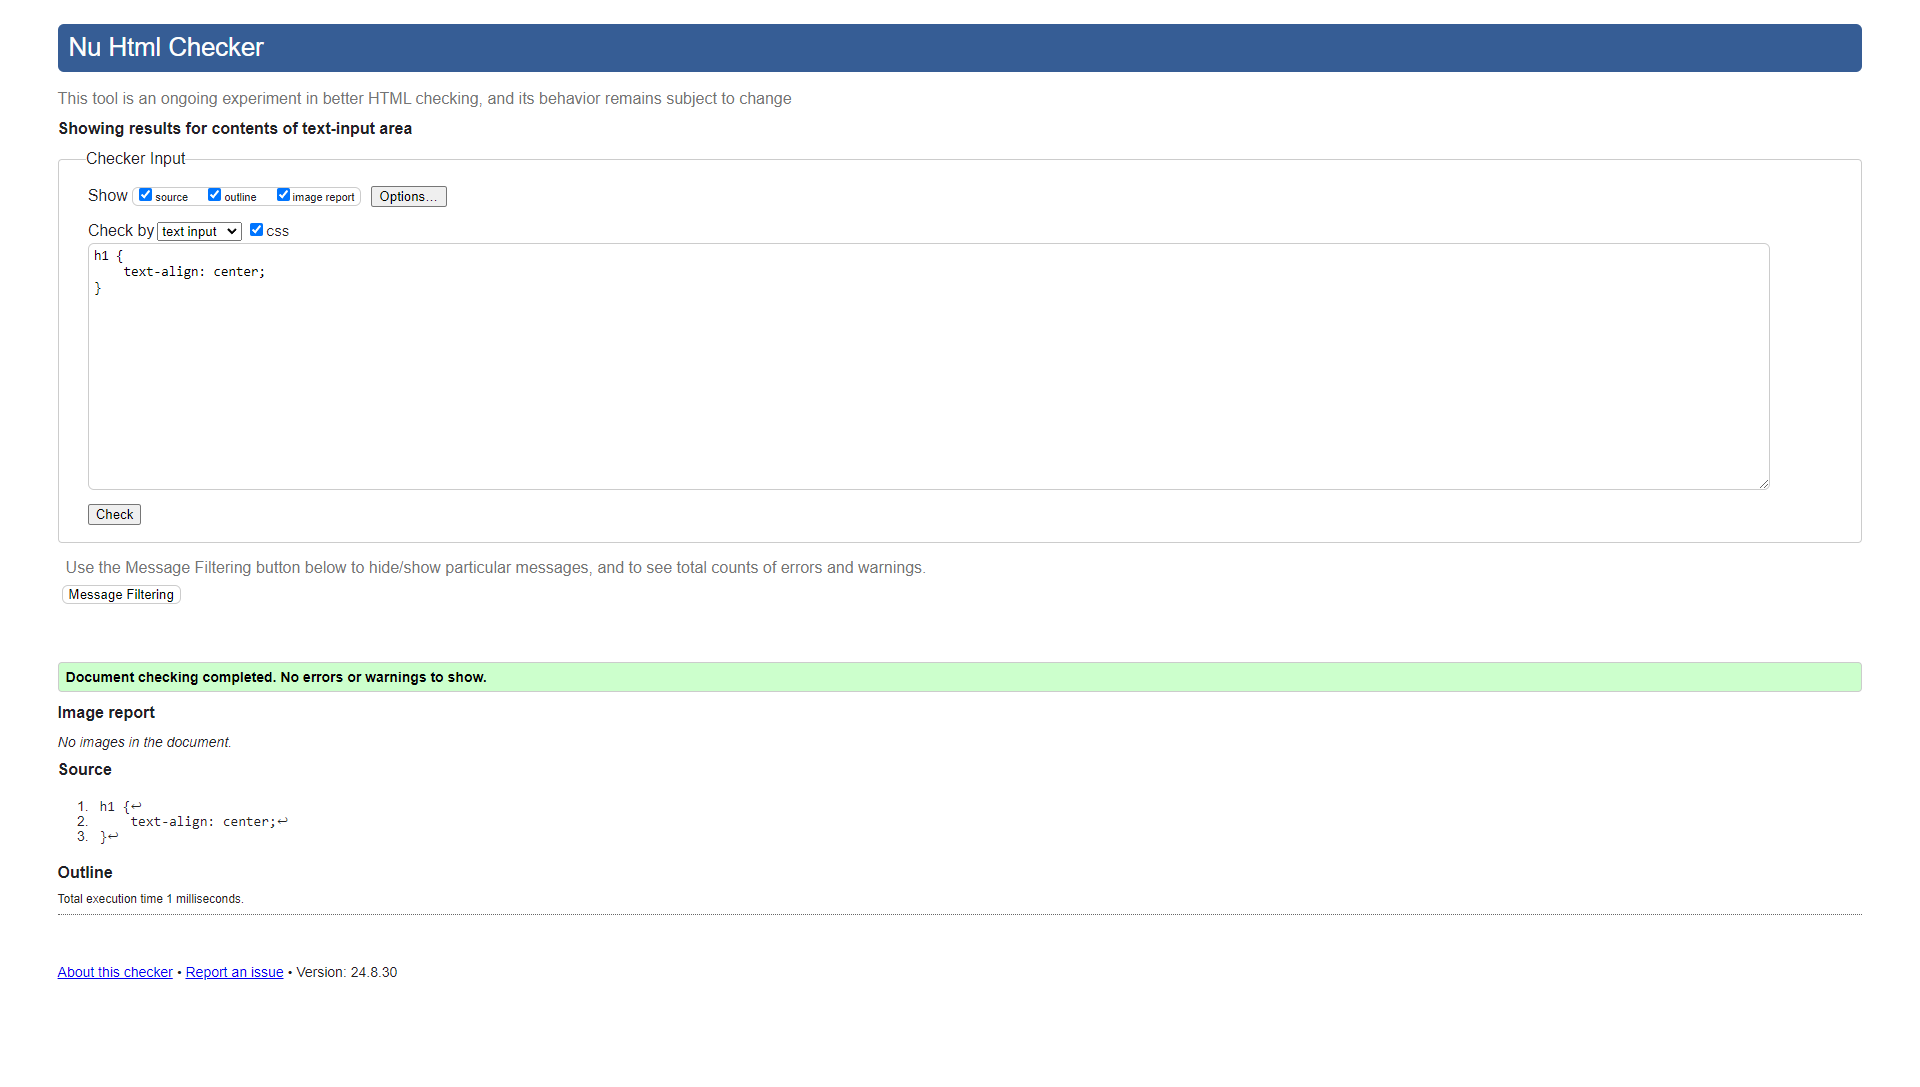 Nu Html Checker
This tool is an ongoing experiment in better HTML checking, and its behavior remains subject to change
Showing results for contents of text-input area
Checker Input
Show source outline image report Options...
Check by text input css
h1 {
    text-align: center;
}
Check
Use the Message Filtering button below to hide/show particular messages, and to see total counts of errors and warnings.
Message Filtering
Document checking completed. No errors or warnings to show.
Image report
No images in the document.
Source
1. h1 {↩
2.     text-align: center;↩
3. }↩
Outline
Total execution time 1 milliseconds.
About this checker • Report an issue • Version: 24.8.30